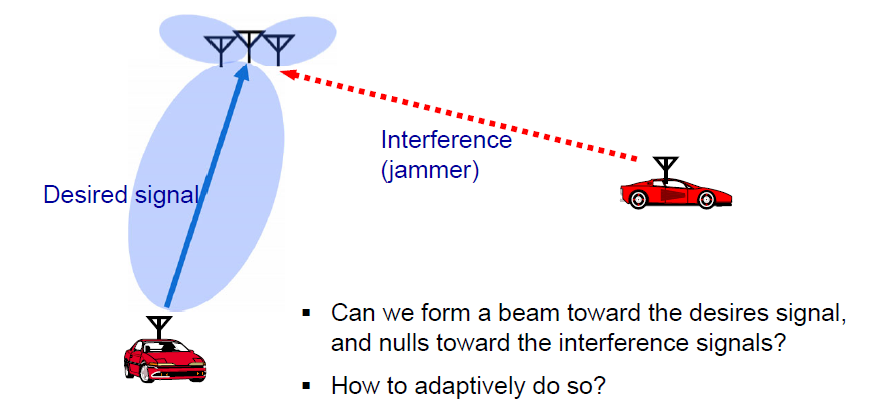 Interference
(jammer)
Desired signal
▪ Can we form a beam toward the desires signal,
and nulls toward the interference signals?
▪ How to adaptively do so?